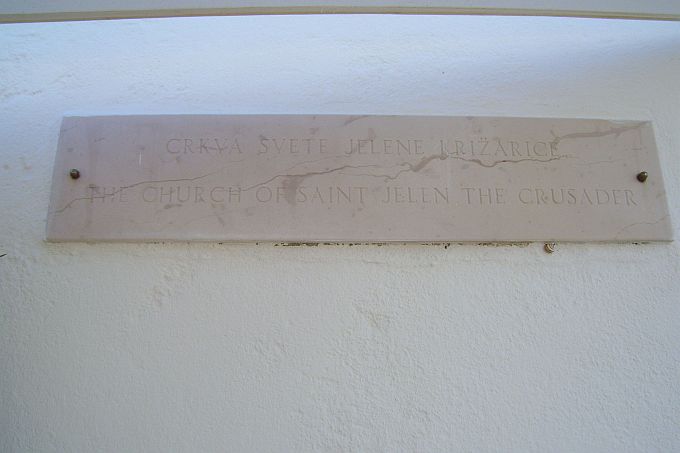 CRKVA SVETE JELENE KRIŽARICE
THE CHURCH OF SAINT JELEN THE CRUSADER